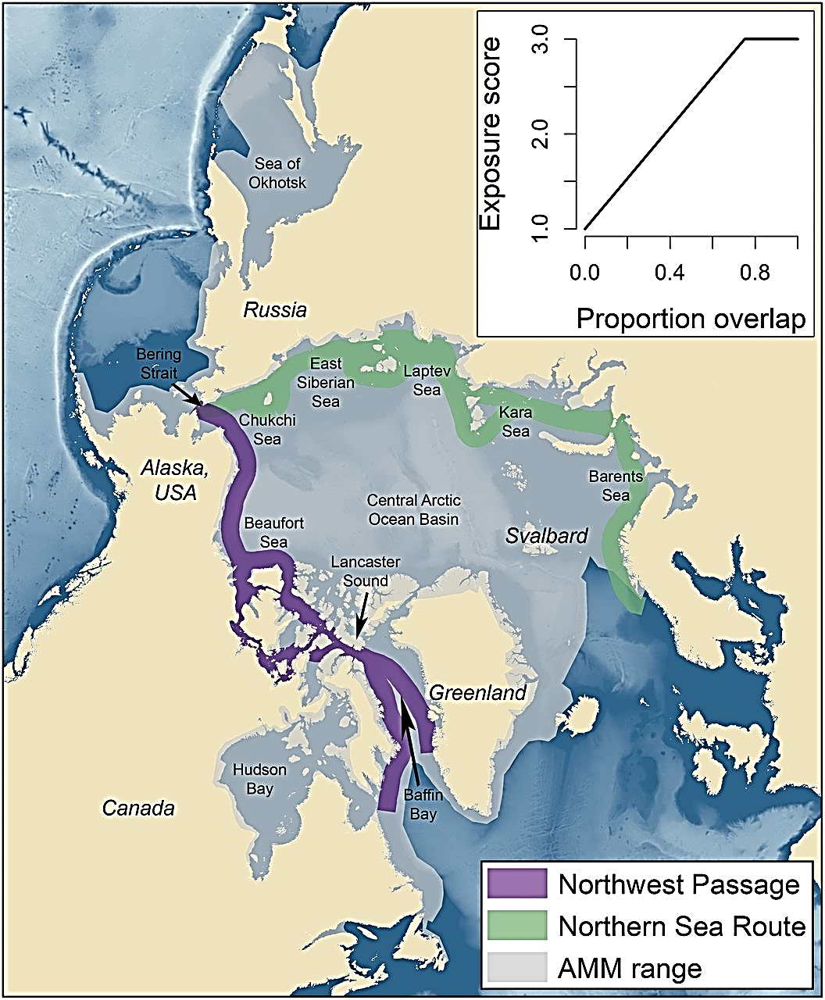 Exposure score
3.0
2.0
1.0
0.0
0.4
0.8
Proportion overlap
Sea of
Okhotsk
Russia
Bering
Strait
East
Siberian
Sea
Laptev
Sea
Chukchi
Sea
Kara
Sea
Alaska,
USA
Barents
Sea
Central Arctic
Ocean Basin
Beaufort
Sea
Svalbard
Lancaster
Sound
Greenland
Hudson
Bay
Baffin
Bay
Canada
Northwest Passage
Northern Sea Route
AMM range